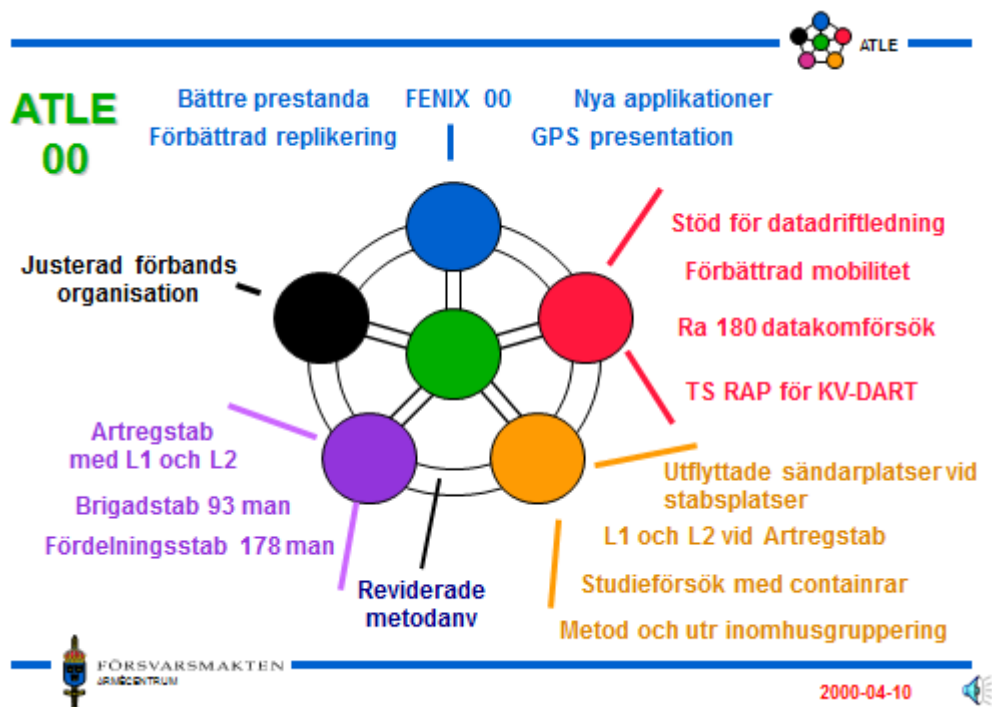 ATLE
ATLE
00
Bättre prestanda FENIX 00 Nya applikationer
Förbättrad replikering GPS presentation
Justerad förbands
organisation
Stöd för datadriftledning
Förbättrad mobilitet
Ra 180 datakomförsök
TS RAP för KV-DART
Artregstab
med L1 och L2
Brigadstab 93 man
Fördelningsstab 178 man
Reviderade
metodanv
Utflyttade sändarplatser vid
stabsplatser
L1 och L2 vid Artregstab
Studieförsök med containrar
Metod och utr inomhusgruppering
FÖRSVARSMAKTEN
ARMÉCENTRUM
2000-04-10